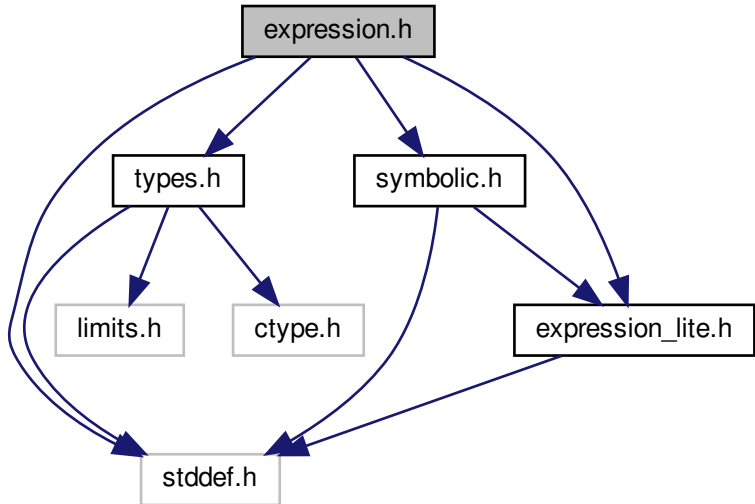 expression.h
types.h
symbolic.h
limits.h
ctype.h
expression_lite.h
stddef.h